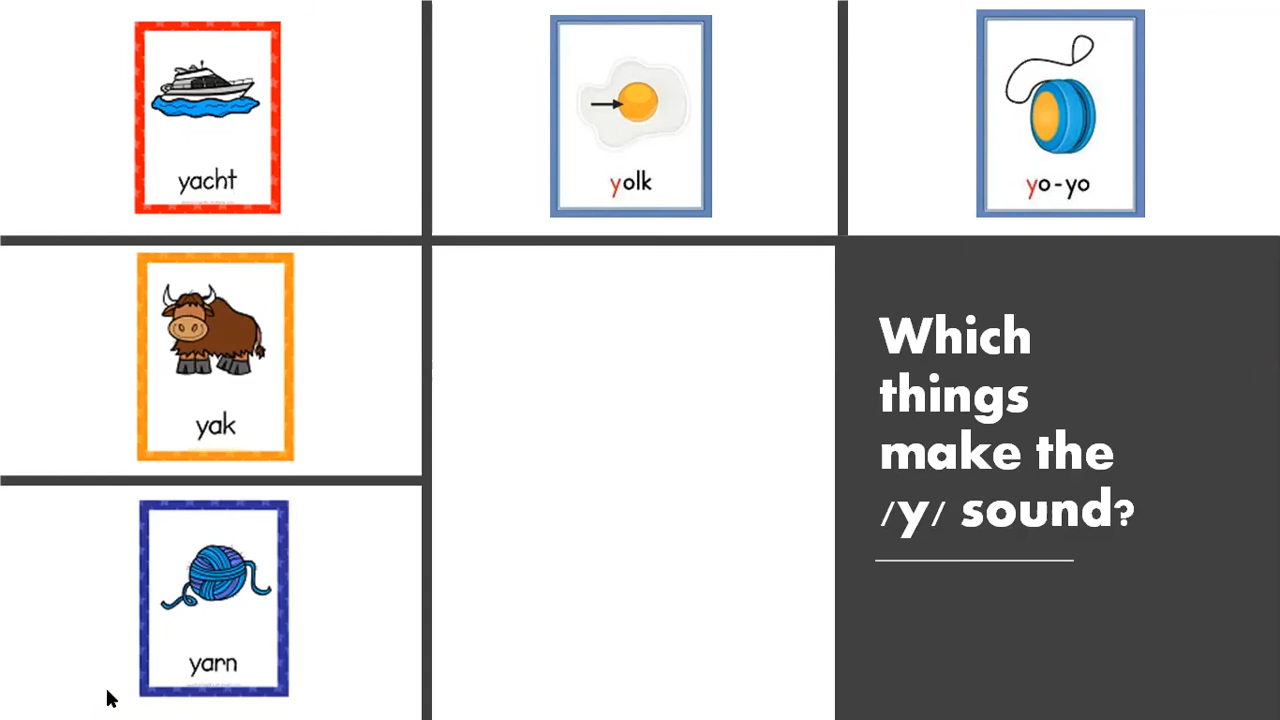 yacht
yolk
yo-yo
yak
yarn
Which
things
make the
/y/ sound?